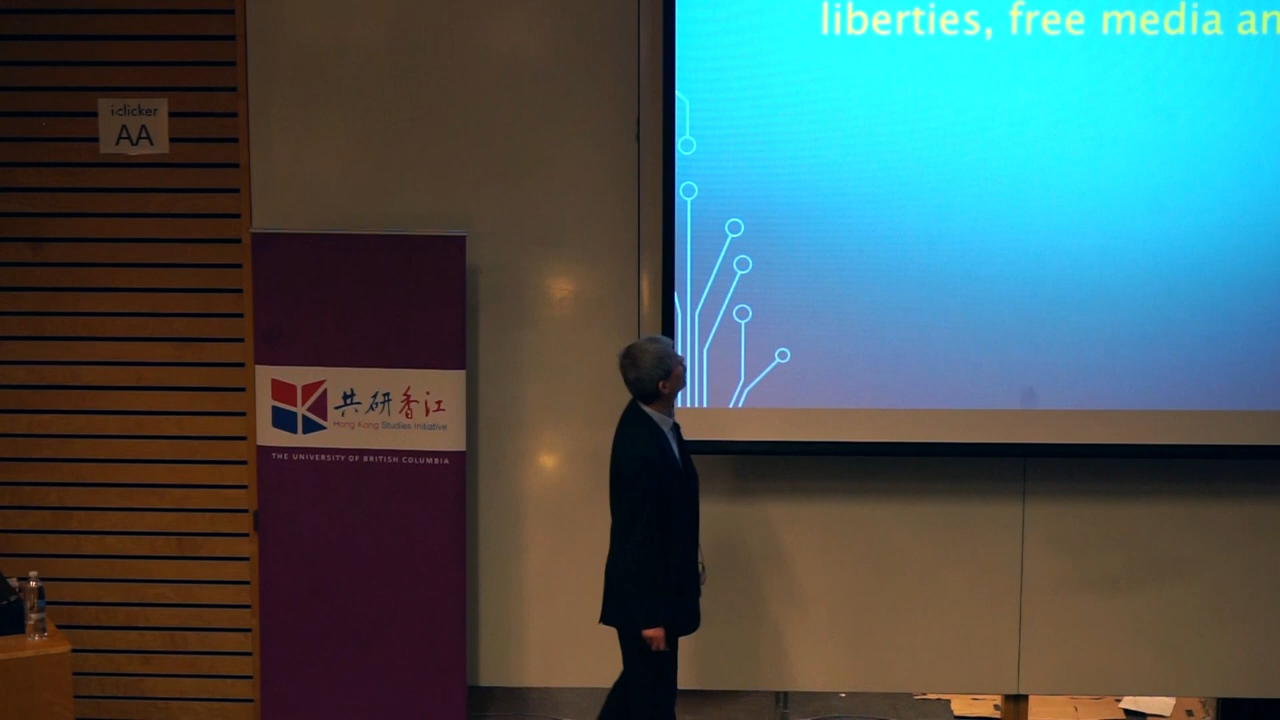 liberties, free media an
i·clicker
AA
共研香江
Hong Kong Studies Initiative
THE UNIVERSITY OF BRITISH COLUMBIA